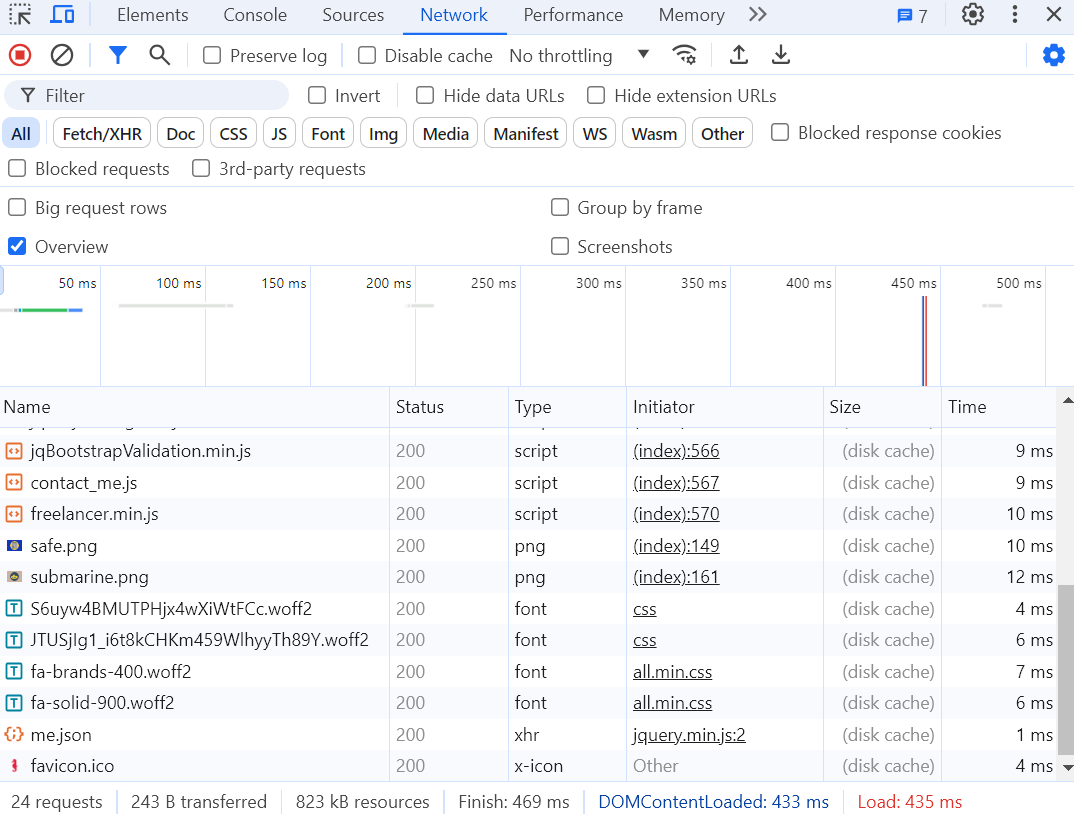 Elements Console Sources Network Performance Memory 7
Preserve log Disable cache No throttling
Filter Invert Hide data URLs Hide extension URLs
All Fetch/XHR Doc CSS JS Font Img Media Manifest WS Wasm Other Blocked response cookies
Blocked requests 3rd-party requests
Big request rows Group by frame
Overview Screenshots
50 ms 100 ms 150 ms 200 ms 250 ms 300 ms 350 ms 400 ms 450 ms 500 ms
Name Status Type Initiator Size Time
jqBootstrapValidation.min.js 200 script (index):566 (disk cache) 9 ms
contact_me.js 200 script (index):567 (disk cache) 9 ms
freelancer.min.js 200 script (index):570 (disk cache) 10 ms
safe.png 200 png (index):149 (disk cache) 10 ms
submarine.png 200 png (index):161 (disk cache) 12 ms
S6uyw4BMUTPHjx4wXiWtFCc.woff2 200 font css (disk cache) 4 ms
JTUSjIg1_i6t8kCHKm459WlhyyTh89Y.woff2 200 font css (disk cache) 6 ms
fa-brands-400.woff2 200 font all.min.css (disk cache) 7 ms
fa-solid-900.woff2 200 font all.min.css (disk cache) 6 ms
me.json 200 xhr jquery.min.js:2 (disk cache) 1 ms
favicon.ico 200 x-icon Other (disk cache) 4 ms
24 requests 243 B transferred 823 kB resources Finish: 469 ms DOMContentLoaded: 433 ms Load: 435 ms